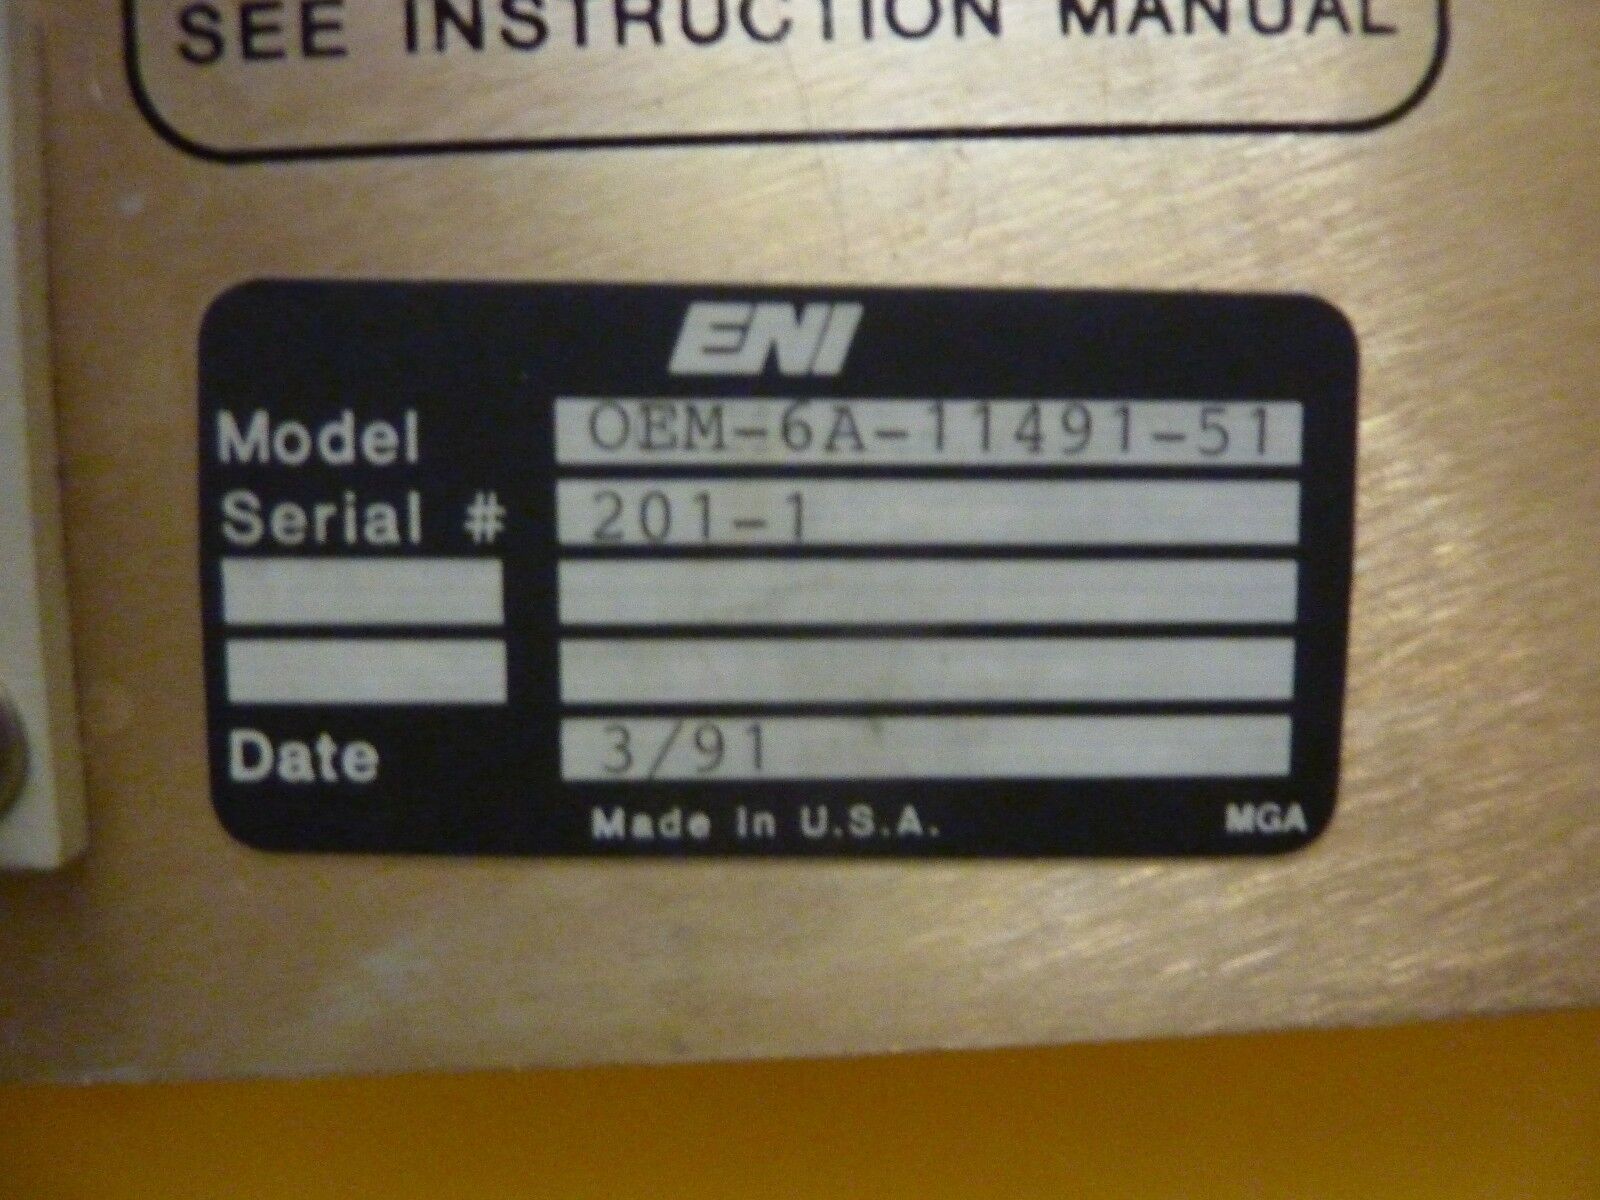 SEE INSTRUCTION MANUAL
ENI
Model OEM-6A-11491-51
Serial # 201-1
Date 3/91
Made In U.S.A. MGA